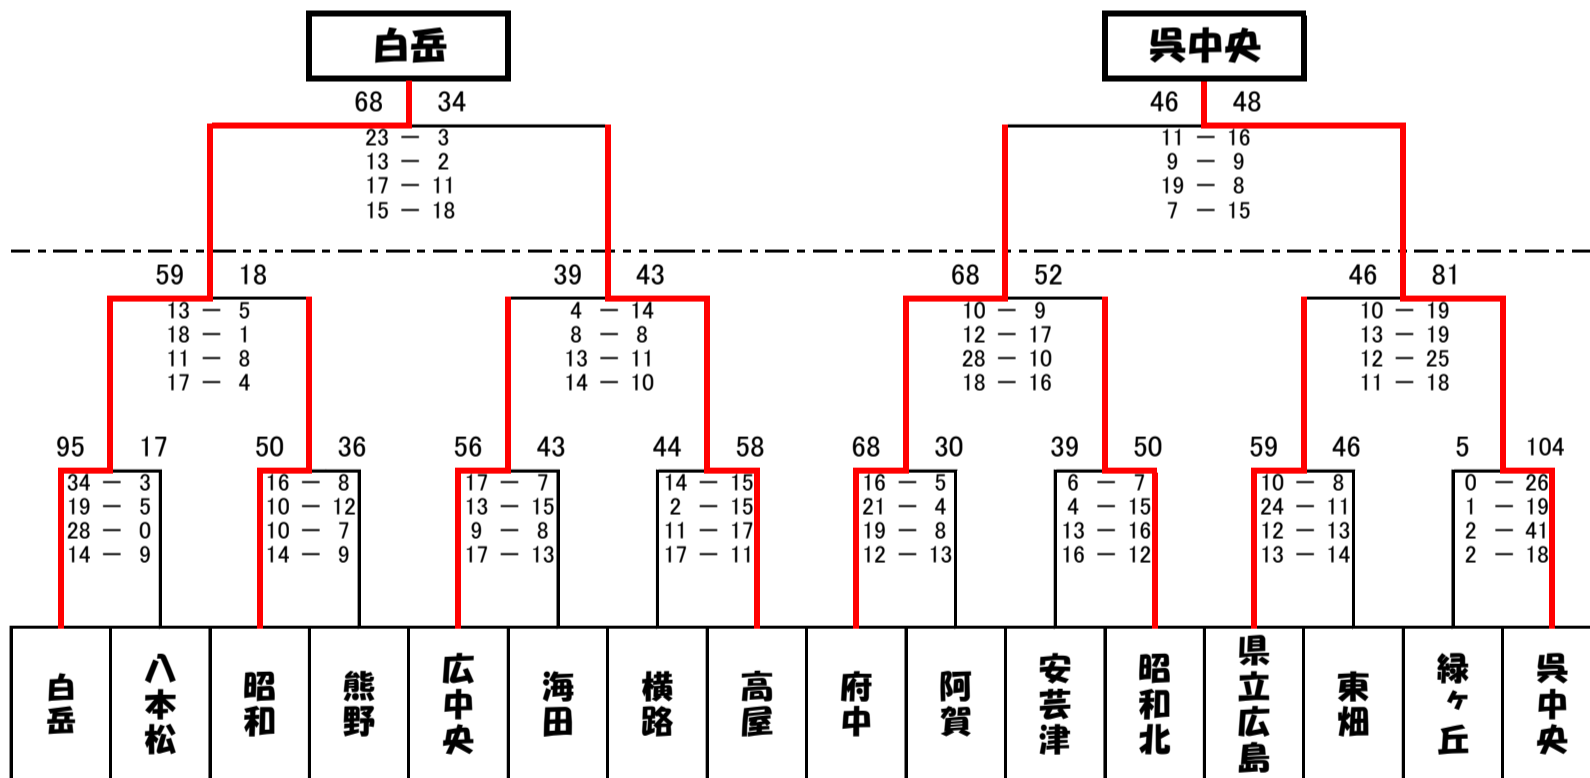 白岳 呉中央
68 34 46 48
23 — 3 11 — 16
13 — 2 9 — 9
17 — 11 19 — 8
15 — 18 7 — 15
59 18 39 43 68 52 46 81
13 — 5 4 — 14 10 — 9 10 — 19
18 — 1 8 — 8 12 — 17 13 — 19
11 — 8 13 — 11 28 — 10 12 — 25
17 — 4 14 — 10 18 — 16 11 — 18
95 17 50 36 56 43 44 58 68 30 39 50 59 46 5 104
34 — 3 16 — 8 17 — 7 14 — 15 16 — 5 6 — 7 10 — 8 0 — 26
19 — 5 10 — 12 13 — 15 2 — 15 21 — 4 4 — 15 24 — 11 1 — 19
28 — 0 10 — 7 9 — 8 11 — 17 19 — 8 13 — 16 12 — 13 2 — 41
14 — 9 14 — 9 17 — 13 17 — 11 12 — 13 16 — 12 13 — 14 2 — 18
白岳
八本松
昭和
熊野
広中央
海田
横路
高屋
府中
阿賀
安芸津
昭和北
県立広島
東畑
緑ヶ丘
呉中央